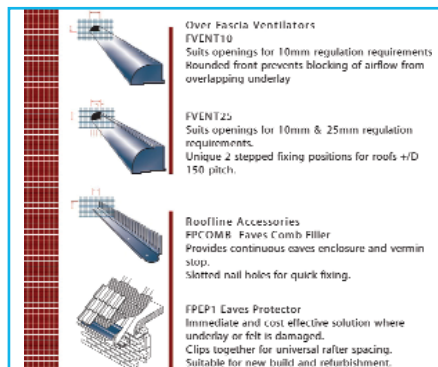 Over Fascia Ventilators
FVENT10
Suits openings for 10mm regulation requirements
Rounded front prevents blocking of airflow from
overlapping underlay
FVENT25
Suits openings for 10mm & 25mm regulation
requirements.
Unique 2 stepped fixing positions for roofs +/D
150 pitch.
Roofline Accessories
FPCOMB Eaves Comb Filler
Provides continuous eaves enclosure and vermin
stop.
Slotted nail holes for quick fixing.
FPEP1 Eaves Protector
Immediate and cost effective solution where
underlay or felt is damaged.
Clips together for universal rafter spacing.
Suitable for new build and refurbishment.